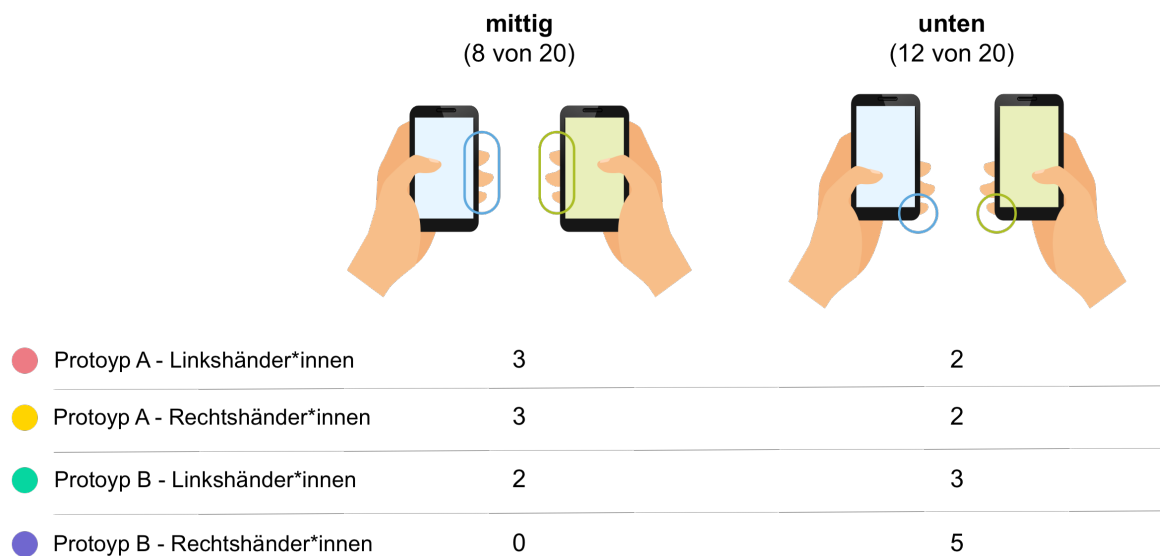 mittig
(8 von 20)
unten
(12 von 20)
Protoyp A - Linkshänder*innen 3 2
Protoyp A - Rechtshänder*innen 3 2
Protoyp B - Linkshänder*innen 2 3
Protoyp B - Rechtshänder*innen 0 5